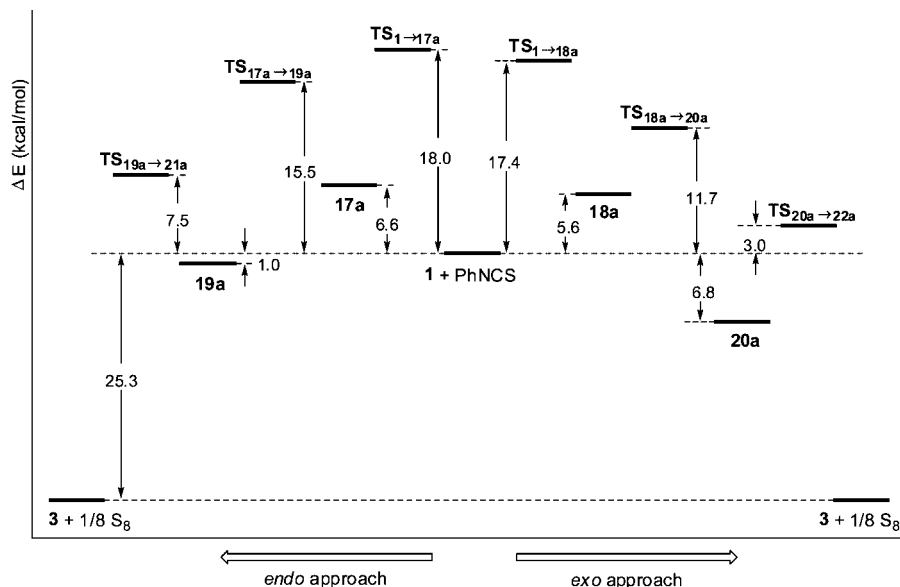 ΔE (kcal/mol)
TS1→17a
TS1→18a
TS17a→19a
TS18a→20a
TS19a→21a
18.0
17.4
15.5
17a
18a
11.7
TS20a→22a
7.5
6.6
5.6
3.0
19a
1.0
1 + PhNCS
6.8
20a
25.3
3 + 1/8 S8
3 + 1/8 S8
endo approach
exo approach